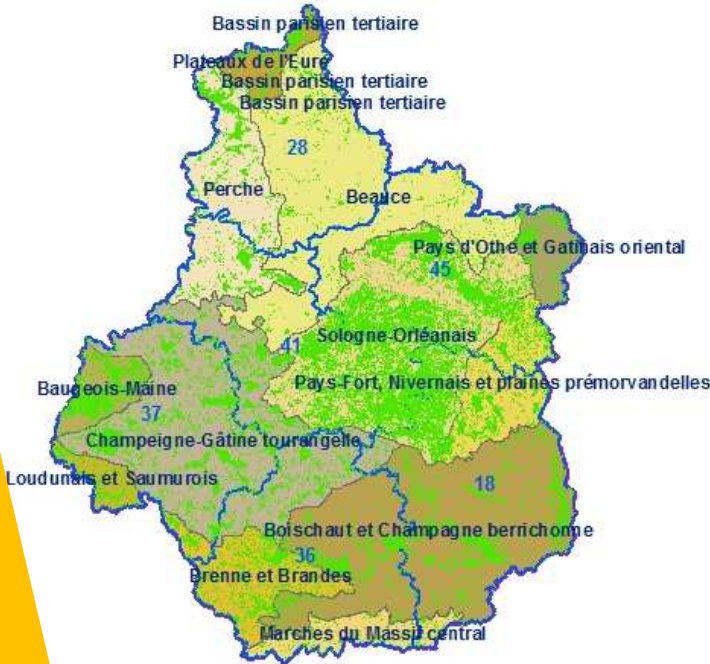 Bassin parisien tertiaire
Plateaux de l'Eure
Bassin parisien tertiaire
Bassin parisien tertiaire
28
Perche
Beauce
Pays d'Othe et Gatinais oriental
45
Sologne-Orléanais
41
Pays-Fort, Nivernais et plaines prémorvandelles
Baugeois-Maine
37
Champeigne-Gâtine tourangelle
Loudunais et Saumurois
18
Boischaut et Champagne berrichonne
36
Brenne et Brandes
Marches du Massif central